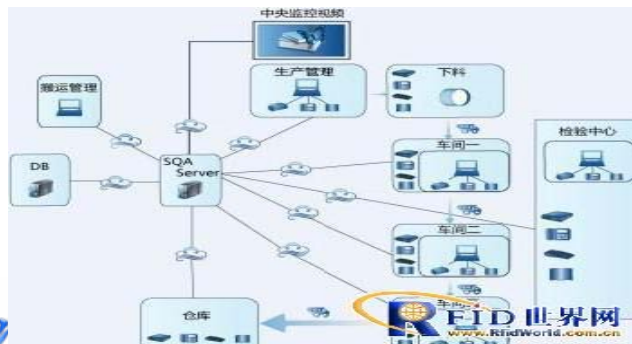 中央监控视频
生产管理
下料
搬运管理
检验中心
车间一
DB
SQA
Server
车间二
仓库
RFID世界网
www.RfidWorld.com.cn